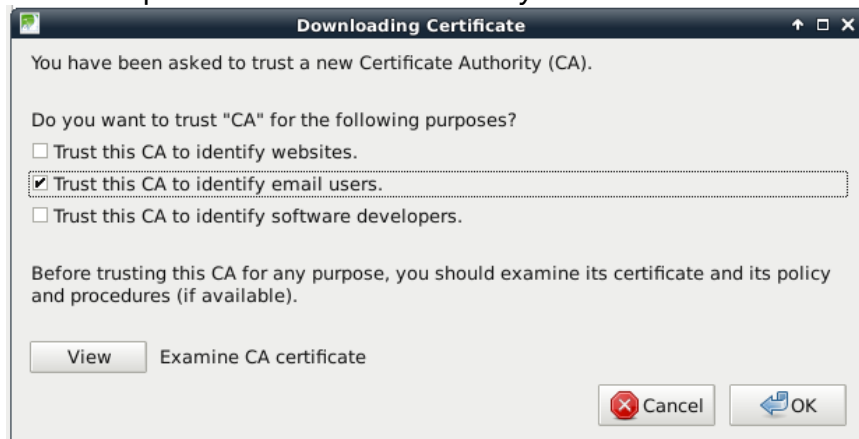 Downloading Certificate
You have been asked to trust a new Certificate Authority (CA).
Do you want to trust "CA" for the following purposes?
Trust this CA to identify websites.
Trust this CA to identify email users.
Trust this CA to identify software developers.
Before trusting this CA for any purpose, you should examine its certificate and its policy
and procedures (if available).
View Examine CA certificate
Cancel OK